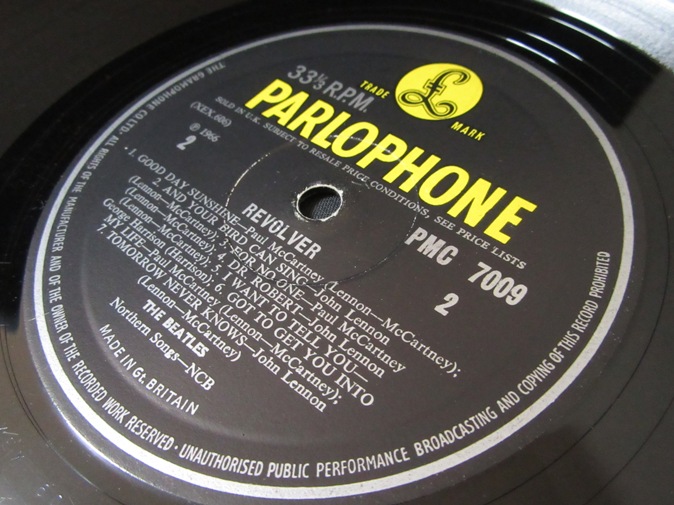 33⅓ R.P.M.
TRADE £ MARK
PARLOPHONE
SOLD IN U.K. SUBJECT TO RESALE PRICE CONDITIONS, SEE PRICE LISTS
(XEX.606)
℗ 1966
2
REVOLVER
PMC 7009
2
1. GOOD DAY SUNSHINE—Paul McCartney (Lennon—McCartney);
2. AND YOUR BIRD CAN SING—John Lennon
(Lennon—McCartney); 3. FOR NO ONE—Paul McCartney
(Lennon—McCartney); 4. DR. ROBERT—John Lennon
(Lennon—McCartney); 5. I WANT TO TELL YOU—
George Harrison (Harrison); 6. GOT TO GET YOU INTO
MY LIFE—Paul McCartney (Lennon—McCartney);
7. TOMORROW NEVER KNOWS—John Lennon
(Lennon—McCartney)
THE BEATLES
Northern Songs—NCB
MADE IN GT. BRITAIN
THE GRAMOPHONE CO. LTD. ALL RIGHTS OF THE MANUFACTURER AND OF THE OWNER OF THE RECORDED WORK RESERVED · UNAUTHORISED PUBLIC PERFORMANCE BROADCASTING AND COPYING OF THIS RECORD PROHIBITED